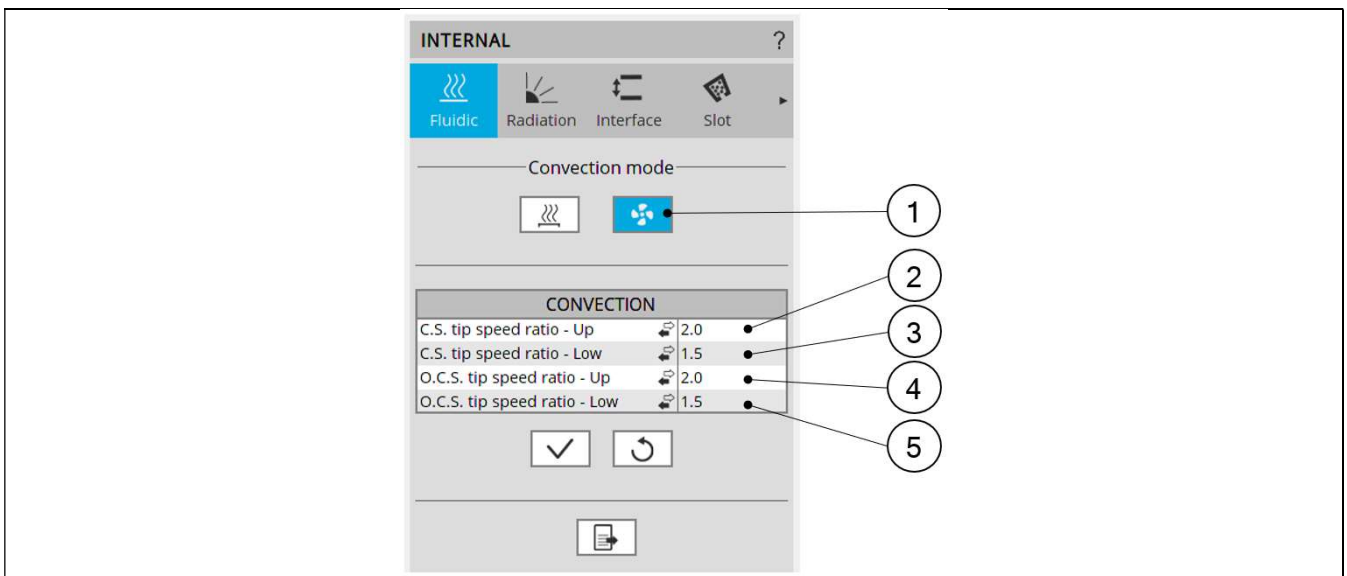 INTERNAL ?
Fluidic Radiation Interface Slot
Convection mode
1
2
CONVECTION
C.S. tip speed ratio - Up 2.0
3
C.S. tip speed ratio - Low 1.5
O.C.S. tip speed ratio - Up 2.0
4
O.C.S. tip speed ratio - Low 1.5
5